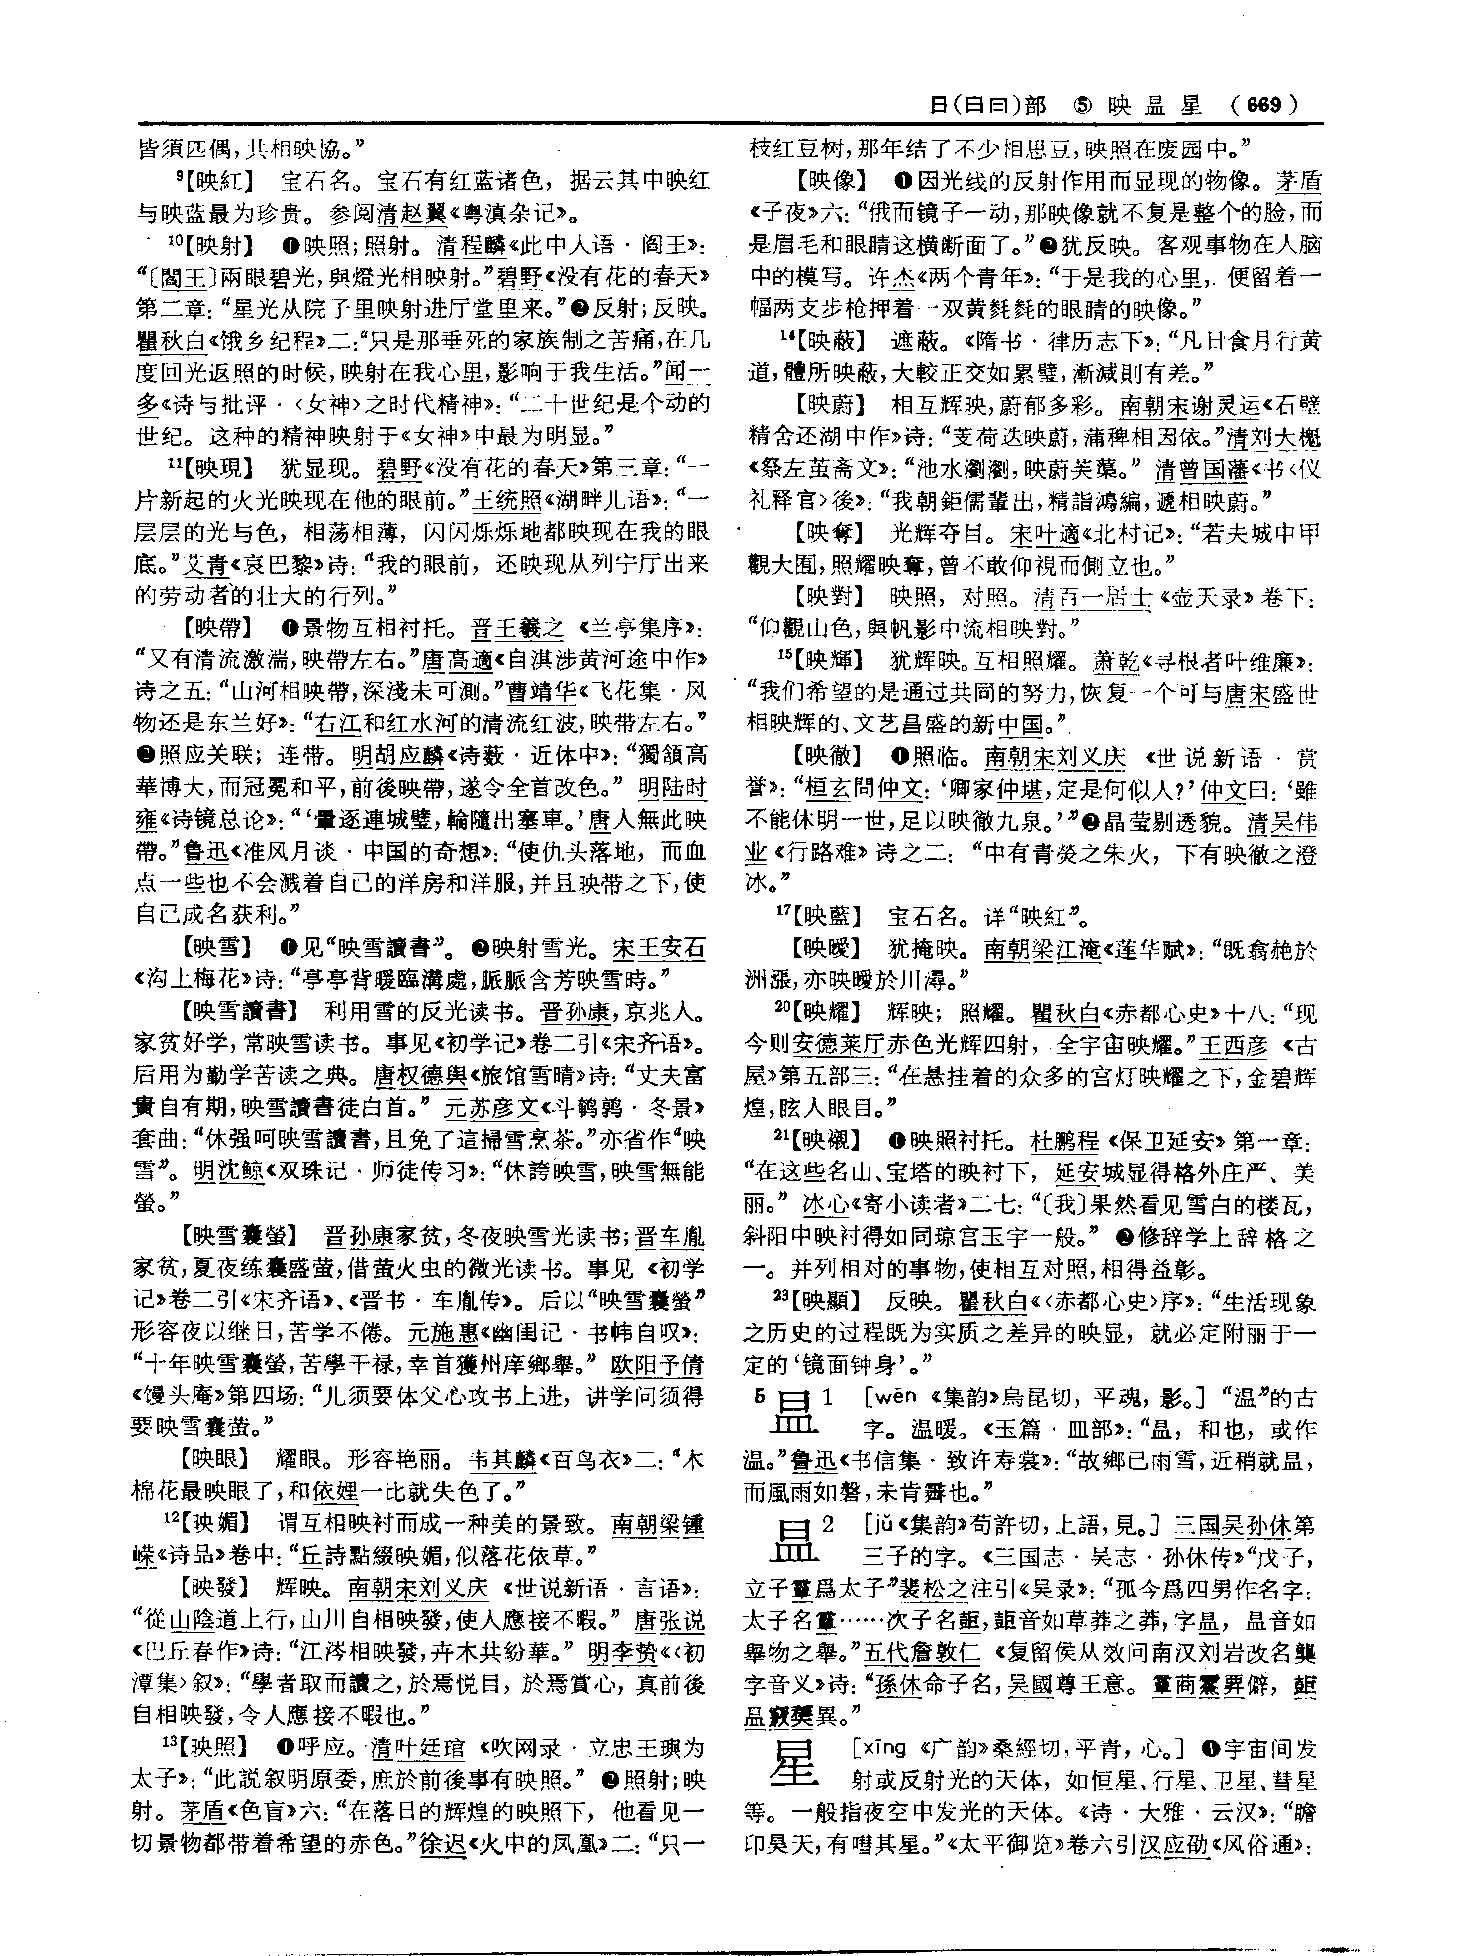 日(白曰)部　⑤　映昷星　(669)
皆須匹偶，共相映協。”
⁹【映紅】　宝石名。宝石有红蓝诸色，据云其中映红
与映蓝最为珍贵。参阅清赵翼《粤滇杂记》。
¹⁰【映射】　❶映照；照射。清程麟《此中人语·阎王》：
“〔閻王〕兩眼碧光，與燈光相映射。”碧野《没有花的春天》
第二章：“星光从院子里映射进厅堂里来。”❷反射；反映。
瞿秋白《饿乡纪程》二：“只是那垂死的家族制之苦痛，在几
度回光返照的时候，映射在我心里，影响于我生活。”闻一
多《诗与批评·〈女神〉之时代精神》：“二十世纪是个动的
世纪。这种的精神映射于《女神》中最为明显。”
¹¹【映現】　犹显现。碧野《没有花的春天》第三章：“一
片新起的火光映现在他的眼前。”王统照《湖畔儿语》：“一
层层的光与色，相荡相薄，闪闪烁烁地都映现在我的眼
底。”艾青《哀巴黎》诗：“我的眼前，还映现从列宁厅出来
的劳动者的壮大的行列。”
【映帶】　❶景物互相衬托。晋王羲之《兰亭集序》：
“又有清流激湍，映带左右。”唐高適《自淇涉黄河途中作》
诗之五：“山河相映帶，深淺未可測。”曹靖华《飞花集·风
物还是东兰好》：“右江和红水河的清流红波，映带左右。”
❷照应关联；连带。明胡应麟《诗薮·近体中》：“獨頷高
華博大，而冠冕和平，前後映帶，遂令全首改色。”明陆时
雍《诗镜总论》：“‘暈逐連城璧，輪隨出塞車。’唐人無此映
帶。”鲁迅《准风月谈·中国的奇想》：“使仇头落地，而血
点一些也不会溅着自己的洋房和洋服，并且映带之下，使
自己成名获利。”
【映雪】　❶见“映雪讀書”。❷映射雪光。宋王安石
《沟上梅花》诗：“亭亭背暖臨溝處，脈脈含芳映雪時。”
【映雪讀書】　利用雪的反光读书。晋孙康，京兆人。
家贫好学，常映雪读书。事见《初学记》卷二引《宋齐语》。
后用为勤学苦读之典。唐权德舆《旅馆雪晴》诗：“丈夫富
貴自有期，映雪讀書徒白首。”元苏彦文《斗鹌鹑·冬景》
套曲：“休强呵映雪讀書，且免了這掃雪烹茶。”亦省作“映
雪”。明沈鲸《双珠记·师徒传习》：“休誇映雪，映雪無能
螢。”
【映雪囊螢】　晋孙康家贫，冬夜映雪光读书；晋车胤
家贫，夏夜练囊盛萤，借萤火虫的微光读书。事见《初学
记》卷二引《宋齐语》、《晋书·车胤传》。后以“映雪囊螢”
形容夜以继日，苦学不倦。元施惠《幽闺记·书帏自叹》：
“十年映雪囊螢，苦學干禄，幸首獲州庠鄉舉。”欧阳予倩
《馒头庵》第四场：“儿须要体父心攻书上进，讲学问须得
要映雪囊萤。”
【映眼】　耀眼。形容艳丽。韦其麟《百鸟衣》二：“木
棉花最映眼了，和依娌一比就失色了。”
¹²【映媚】　谓互相映衬而成一种美的景致。南朝梁锺
嵘《诗品》卷中：“丘詩點綴映媚，似落花依草。”
【映發】　辉映。南朝宋刘义庆《世说新语·言语》：
“從山陰道上行，山川自相映發，使人應接不暇。”唐张说
《巴丘春作》诗：“江涔相映發，卉木共紛華。”明李贽《〈初
潭集〉叙》：“學者取而讀之，於焉悦目，於焉賞心，真前後
自相映發，令人應接不暇也。”
¹³【映照】　❶呼应。清叶廷琯《吹网录·立忠王瑛为
太子》：“此説叙明原委，庶於前後事有映照。”❷照射；映
射。茅盾《色盲》六：“在落日的辉煌的映照下，他看见一
切景物都带着希望的赤色。”徐迟《火中的凤凰》二：“只一
枝红豆树，那年结了不少相思豆，映照在废园中。”
【映像】　❶因光线的反射作用而显现的物像。茅盾
《子夜》六：“俄而镜子一动，那映像就不复是整个的脸，而
是眉毛和眼睛这横断面了。”❷犹反映。客观事物在人脑
中的模写。许杰《两个青年》：“于是我的心里，便留着一
幅两支步枪押着一双黄毵毵的眼睛的映像。”
¹⁴【映蔽】　遮蔽。《隋书·律历志下》：“凡日食月行黄
道，體所映蔽，大較正交如累璧，漸減則有差。”
【映蔚】　相互辉映，蔚郁多彩。南朝宋谢灵运《石壁
精舍还湖中作》诗：“芰荷迭映蔚，蒲稗相因依。”清刘大櫆
《祭左茧斋文》：“池水瀏瀏，映蔚芙蕖。”清曾国藩《书〈仪
礼释官〉後》：“我朝鉅儒輩出，精詣鴻編，遞相映蔚。”
【映奪】　光辉夺目。宋叶適《北村记》：“若夫城中甲
觀大囿，照耀映奪，曾不敢仰視而側立也。”
【映對】　映照，对照。清百一居士《壶天录》卷下：
“仰觀山色，與帆影中流相映對。”
¹⁵【映輝】　犹辉映。互相照耀。萧乾《寻根者叶维廉》：
“我们希望的是通过共同的努力，恢复一个可与唐宋盛世
相映辉的、文艺昌盛的新中国。”
【映徹】　❶照临。南朝宋刘义庆《世说新语·赏
誉》：“桓玄問仲文：‘卿家仲堪，定是何似人？’仲文曰：‘雖
不能休明一世，足以映徹九泉。’”❷晶莹剔透貌。清吴伟
业《行路难》诗之二：“中有青熒之朱火，下有映徹之澄
冰。”
¹⁷【映藍】　宝石名。详“映紅”。
【映曖】　犹掩映。南朝梁江淹《莲华赋》：“既翕艳於
洲漲，亦映曖於川潯。”
²⁰【映耀】　辉映；照耀。瞿秋白《赤都心史》十八：“现
今则安德莱厅赤色光辉四射，全宇宙映耀。”王西彦《古
屋》第五部三：“在悬挂着的众多的宫灯映耀之下，金碧辉
煌，眩人眼目。”
²¹【映襯】　❶映照衬托。杜鹏程《保卫延安》第一章：
“在这些名山、宝塔的映衬下，延安城显得格外庄严、美
丽。”冰心《寄小读者》二七：“〔我〕果然看见雪白的楼瓦，
斜阳中映衬得如同琼宫玉宇一般。”❷修辞学上辞格之
一。并列相对的事物，使相互对照，相得益彰。
²³【映顯】　反映。瞿秋白《〈赤都心史〉序》：“生活现象
之历史的过程既为实质之差异的映显，就必定附丽于一
定的‘镜面钟身’。”
⁵昷1　[wēn《集韵》烏昆切，平魂，影。]“温”的古
字。温暖。《玉篇·皿部》：“昷，和也，或作
温。”鲁迅《书信集·致许寿裳》：“故鄉已雨雪，近稍就昷，
而風雨如磐，未肯霽也。”
昷2　[jǔ《集韵》苟許切，上語，見。]三国吴孙休第
三子的字。《三国志·吴志·孙休传》“戊子，
立子𩅦爲太子”裴松之注引《吴录》：“孤今爲四男作名字：
太子名𩅦……次子名𩃙，𩃙音如草莽之莽，字昷，昷音如
舉物之舉。”五代詹敦仁《复留侯从效问南汉刘岩改名龑
字音义》诗：“孫休命子名，吴國尊王意。
星　[xīng《广韵》桑經切，平青，心。]❶宇宙间发
射或反射光的天体，如恒星、行星、卫星、彗星
等。一般指夜空中发光的天体。《诗·大雅·云汉》：“瞻
卬昊天，有嘒其星。”《太平御览》卷六引汉应劭《风俗通》：